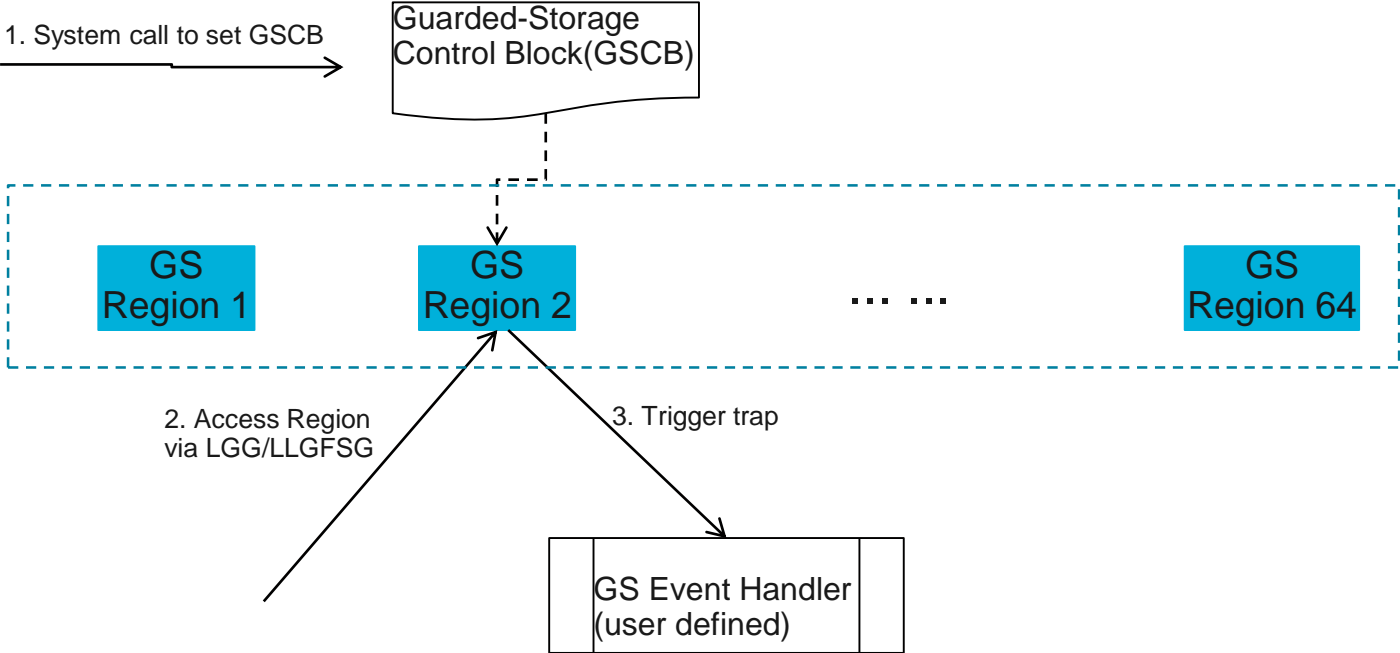 1. System call to set GSCB
Guarded-Storage
Control Block(GSCB)
GS
Region 1
GS
Region 2
... ...
GS
Region 64
2. Access Region
via LGG/LLGFSG
3. Trigger trap
GS Event Handler
(user defined)